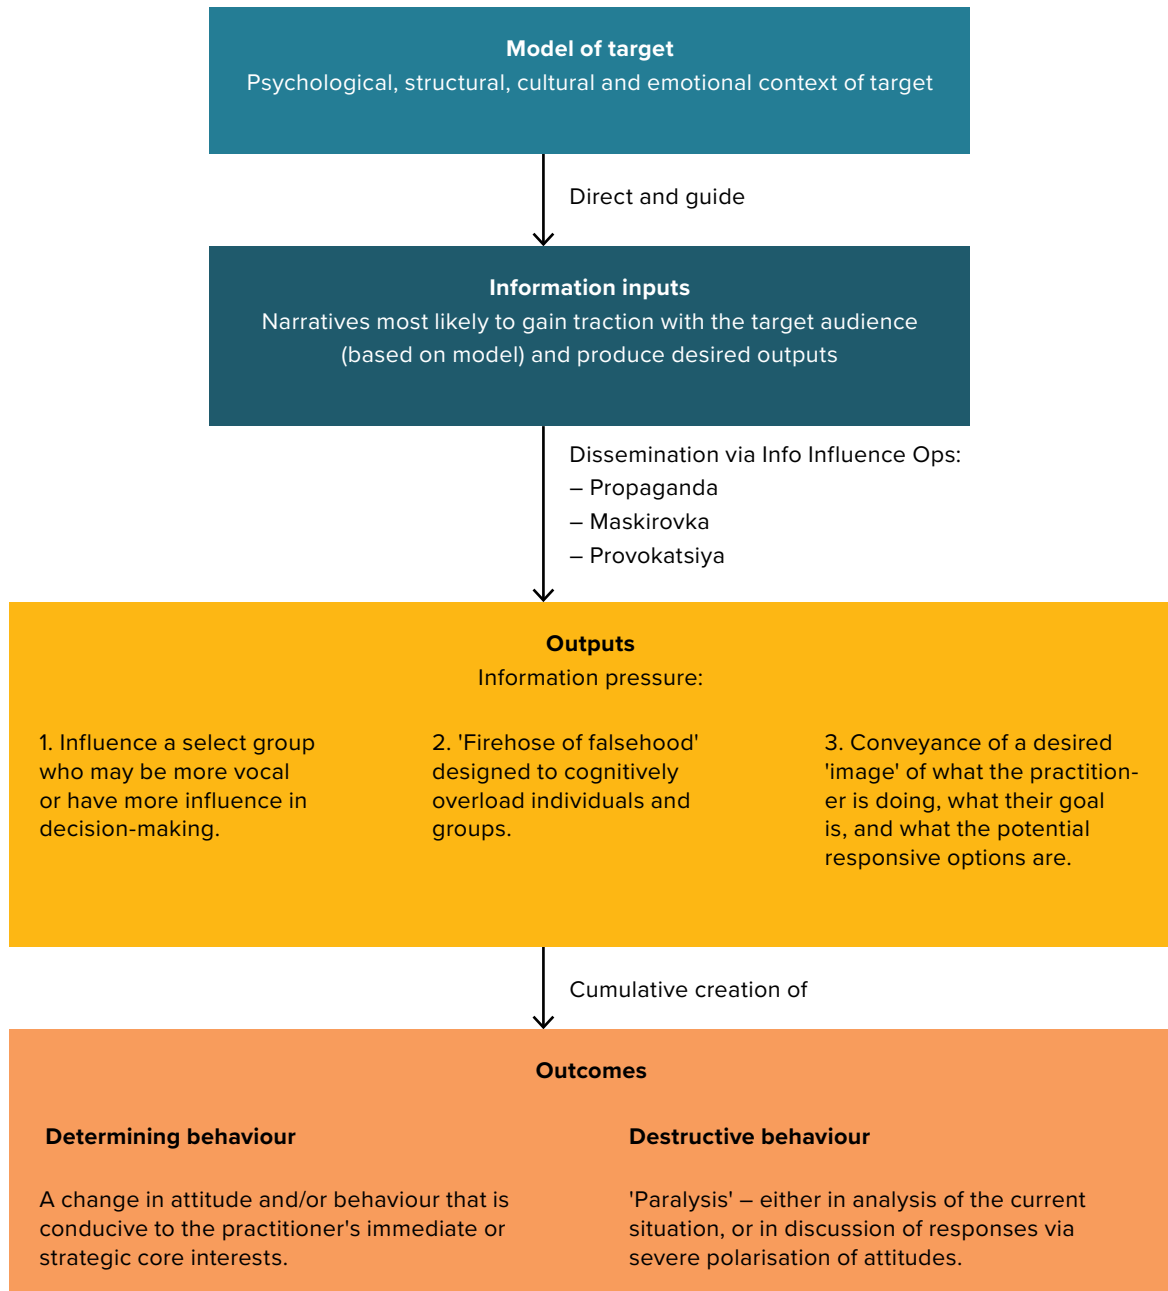 Model of target
Psychological, structural, cultural and emotional context of target
Direct and guide
Information inputs
Narratives most likely to gain traction with the target audience
(based on model) and produce desired outputs
Dissemination via Info Influence Ops:
– Propaganda
– Maskirovka
– Provokatsiya
Outputs
Information pressure:
1. Influence a select group
who may be more vocal
or have more influence in
decision-making.
2. 'Firehose of falsehood'
designed to cognitively
overload individuals and
groups.
3. Conveyance of a desired
'image' of what the practition-
er is doing, what their goal
is, and what the potential
responsive options are.
Cumulative creation of
Outcomes
Determining behaviour
A change in attitude and/or behaviour that is
conducive to the practitioner's immediate or
strategic core interests.
Destructive behaviour
'Paralysis' – either in analysis of the current
situation, or in discussion of responses via
severe polarisation of attitudes.